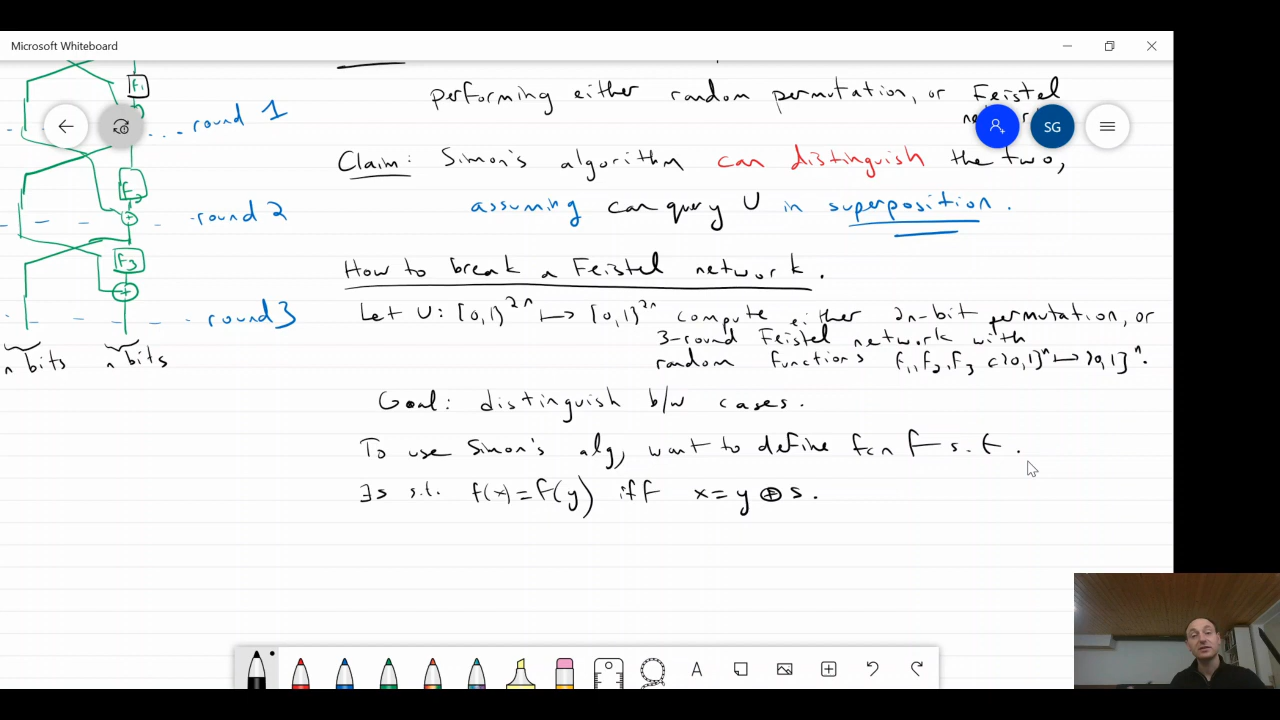 Microsoft Whiteboard
F1
performing either random permutation, or Feistel
... round 1
SG
Claim: Simon's algorithm can distinguish the two,
F2
-round 2
assuming can query U in superposition.
F3
How to break a Feistel network.
round 3
Let U: {0,1}^2n ↦ {0,1}^2n compute either 2n-bit permutation, or
3-round Feistel network with
random functions f1, f2, f3 {0,1}^n ↦ {0,1}^n.
n bits n bits
Goal: distinguish b/w cases.
To use Simon's alg, want to define fcn f s.t.
∃s s.t. f(x)=f(y) iff x=y⊕s.
A